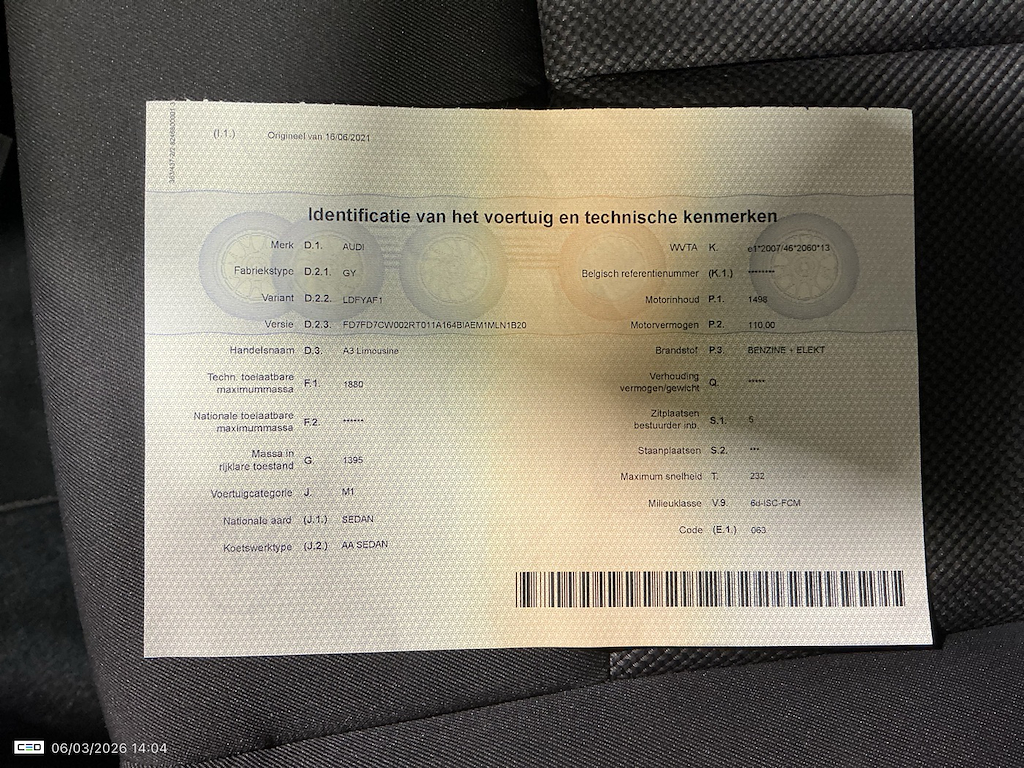 (I.1.) Origineel van 16/06/2021
Identificatie van het voertuig en technische kenmerken
Merk D.1. AUDI
Fabriekstype D.2.1. GY
Variant D.2.2. LDFYAF1
Versie D.2.3. FD7FD7CW002RT011A164BIAEM1MLN1B20
Handelsnaam D.3. A3 Limousine
Techn. toelaatbare
maximummassa F.1. 1880
Nationale toelaatbare
maximummassa F.2. ******
Massa in
rijklare toestand G. 1395
Voertuigcategorie J. M1
Nationale aard (J.1.) SEDAN
Koetswerktype (J.2.) AA SEDAN
WVTA K. e1*2007/46*2060*13
Belgisch referentienummer (K.1.) ********
Motorinhoud P.1. 1498
Motorvermogen P.2. 110.00
Brandstof P.3. BENZINE + ELEKT
Verhouding
vermogen/gewicht Q. *****
Zitplaatsen
bestuurder inb. S.1. 5
Staanplaatsen S.2. ***
Maximum snelheid T. 232
Milieuklasse V.9. 6d-ISC-FCM
Code (E.1.) 063
CEO 06/03/2026 14:04